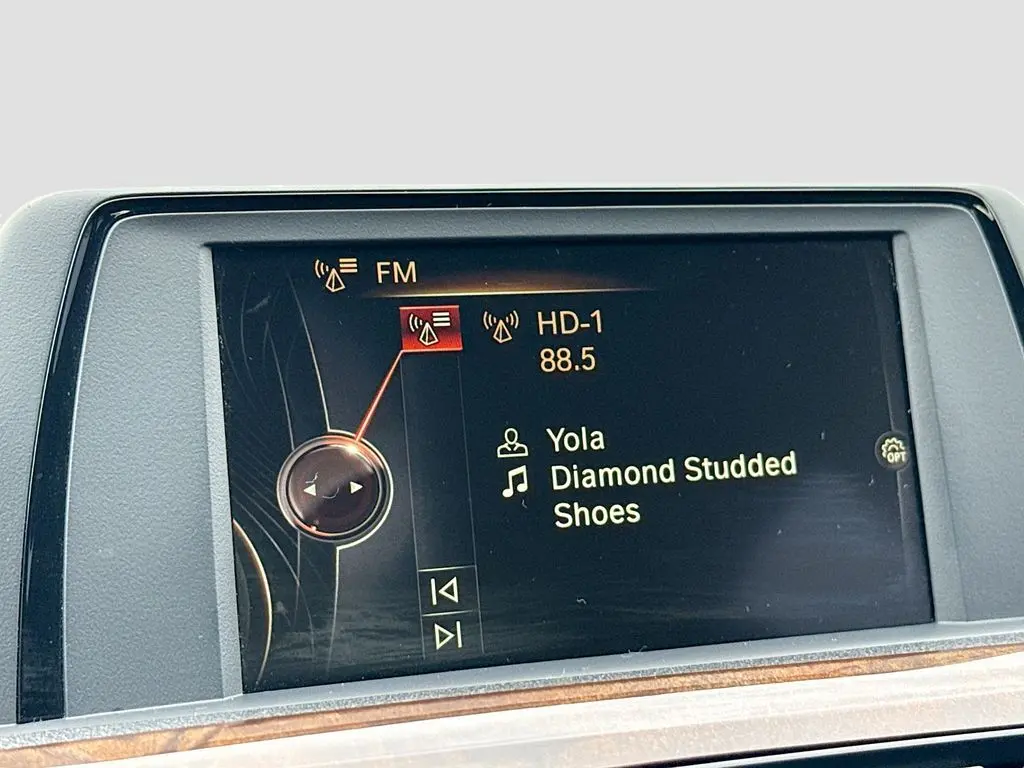 FM
HD-1
88.5
Yola
Diamond Studded
Shoes
OPT